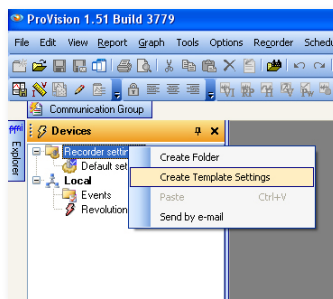 ProVision 1.51 Build 3779
File Edit View Report Graph Tools Options Recorder Sched
Communication Group
Explorer
Devices
Recorder settin
Default set
Local
Events
Revolution
Create Folder
Create Template Settings
Paste Ctrl+V
Send by e-mail